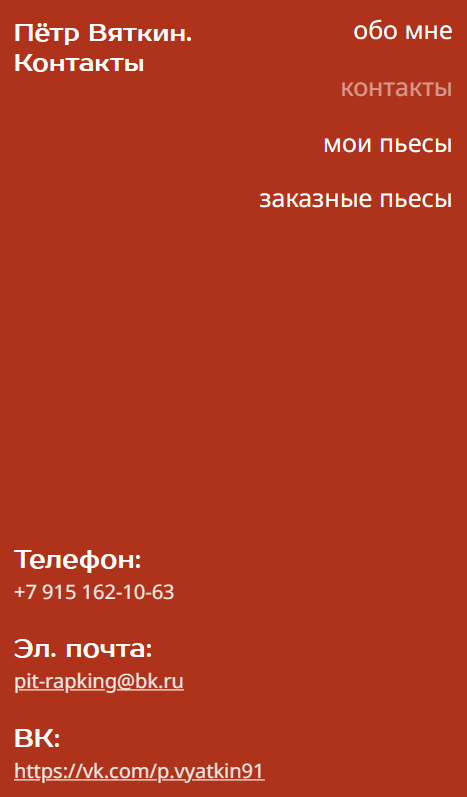 Пётр Вяткин.
Контакты
обо мне
контакты
мои пьесы
заказные пьесы
Телефон:
+7 915 162-10-63
Эл. почта:
pit-rapking@bk.ru
ВК:
https://vk.com/p.vyatkin91